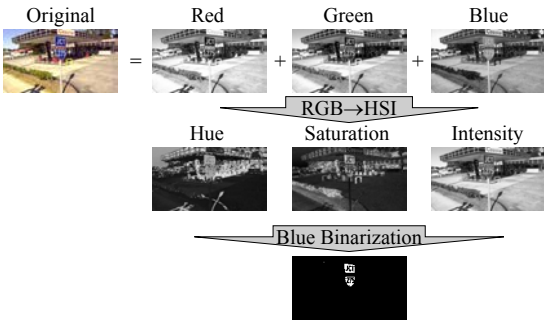 Original Red Green Blue
= + +
RGB→HSI
Hue Saturation Intensity
Blue Binarization